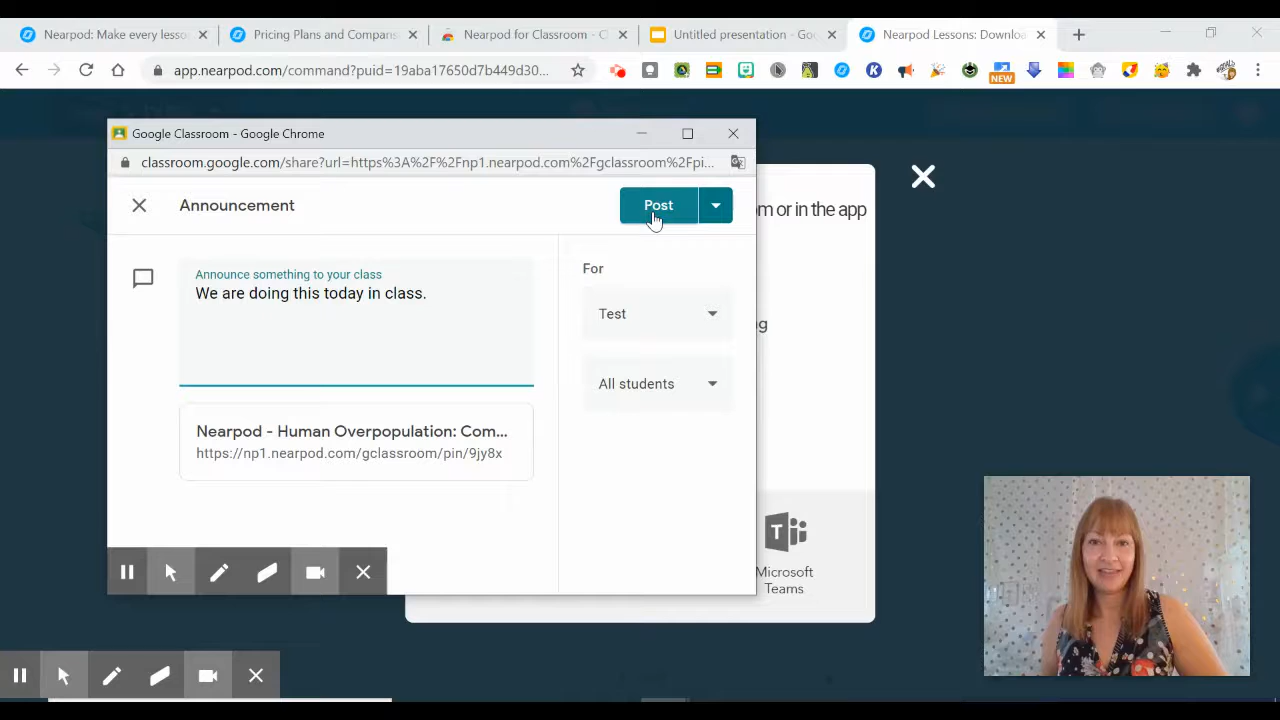 Nearpod: Make every lesso
Pricing Plans and Compans
Nearpod for Classroom - C
Untitled presentation - Goo
Nearpod Lessons: Downloa
app.nearpod.com/command?uid=19aba17650d7b449d30...
NEW
Google Classroom - Google Chrome
classroom.google.com/share?url=https%3A%2F%2Fnp1.nearpod.com%2Fgclassroom%2Fpi...
Announcement
Post
om or in the app
Announce something to your class
We are doing this today in class.
For
Test
g
All students
Nearpod - Human Overpopulation: Com...
https://np1.nearpod.com/gclassroom/pin/9jy8x
Microsoft
Teams